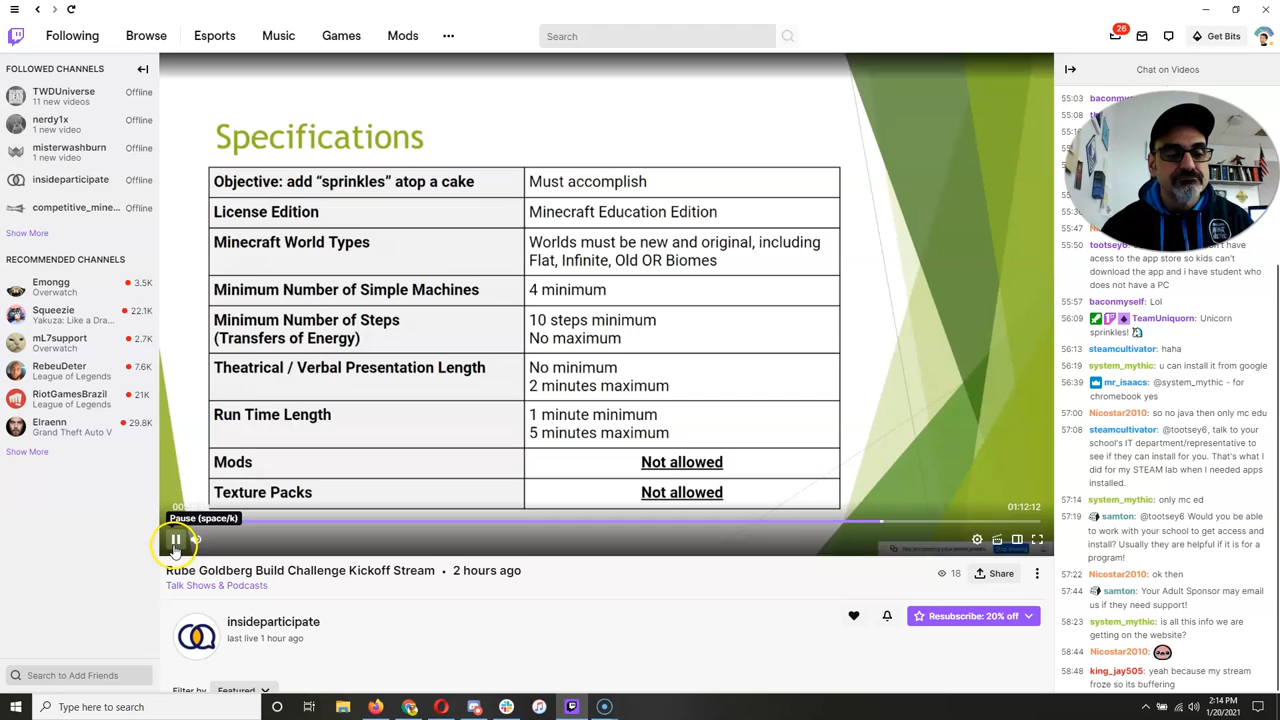 Following
Browse
Esports
Music
Games
Mods
Search
26
Get Bits
FOLLOWED CHANNELS
TWDUniverse
Offline
11 new videos
nerdy1x
Offline
1 new video
misterwashburn
Offline
1 new video
insideparticipate
Offline
competitive_mine...
Offline
Show More
RECOMMENDED CHANNELS
Emongg
3.5K
Overwatch
Squeezie
22.1K
Yakuza: Like a Dra...
mL7support
2.7K
Overwatch
RebeuDeter
7.6K
League of Legends
RiotGamesBrazil
21K
League of Legends
Elraenn
29.8K
Grand Theft Auto V
Show More
Search to Add Friends
Specifications
Objective: add “sprinkles” atop a cake
Must accomplish
License Edition
Minecraft Education Edition
Minecraft World Types
Worlds must be new and original, including
Flat, Infinite, Old OR Biomes
Minimum Number of Simple Machines
4 minimum
Minimum Number of Steps
(Transfers of Energy)
10 steps minimum
No maximum
Theatrical / Verbal Presentation Length
No minimum
2 minutes maximum
Run Time Length
1 minute minimum
5 minutes maximum
Mods
Not allowed
Texture Packs
Not allowed
01:12:12
Pause (space/k)
Rube Goldberg Build Challenge Kickoff Stream • 2 hours ago
Talk Shows & Podcasts
18
Share
insideparticipate
last live 1 hour ago
Resubscribe: 20% off
Filter by
Featured
Chat on Videos
55:03 baconmy
55:08
55:50 tootsey6:
acess to the app store so kids can't
download the app and i have student who
does not have a PC
55:57 baconmyself: Lol
56:09 TeamUniquorn: Unicorn
sprinkles!
56:13 steamcultivator: haha
56:19 system_mythic: u can install it from google
56:39 mr_isaacs: @system_mythic - for
chromebook yes
57:00 Nicostar2010: so no java then only mc edu
57:08 steamcultivator: @tootsey6, talk to your
school's IT department/representative to
see if they can install for you. That's what I
did for my STEAM lab when I needed apps
installed.
57:14 system_mythic: only mc ed
57:19 samton: @tootsey6 Would you be able
to work with your school to get access and
install? Usually they are helpful if it is for a
program!
57:22 Nicostar2010: ok then
57:44 samton: Your Adult Sponsor may email
us if they need support!
58:23 system_mythic: is all this info we are
getting on the website?
58:44 Nicostar2010:
58:48 king_jay505: yeah because my stream
froze so its buffering
Type here to search
2:14 PM
1/20/2021